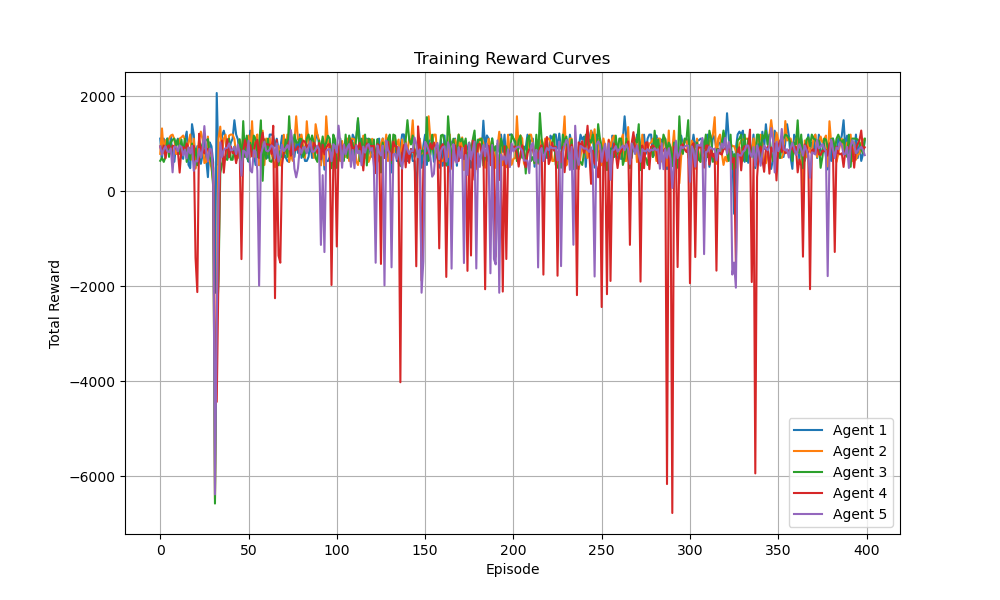 Training Reward Curves
Total Reward
2000
0
−2000
−4000
−6000
0 50 100 150 200 250 300 350 400
Episode
Agent 1
Agent 2
Agent 3
Agent 4
Agent 5